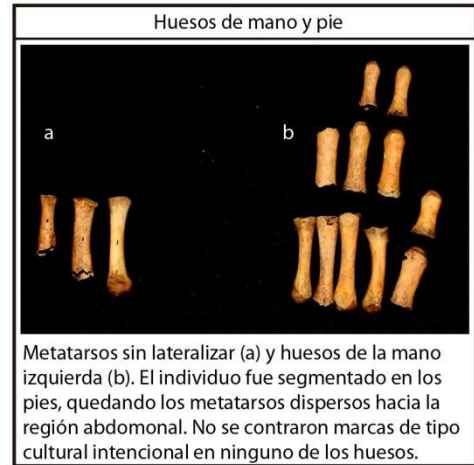 Huesos de mano y pie
a
b
Metatarsos sin lateralizar (a) y huesos de la mano
izquierda (b). El individuo fue segmentado en los
pies, quedando los metatarsos dispersos hacia la
región abdomonal. No se contraron marcas de tipo
cultural intencional en ninguno de los huesos.